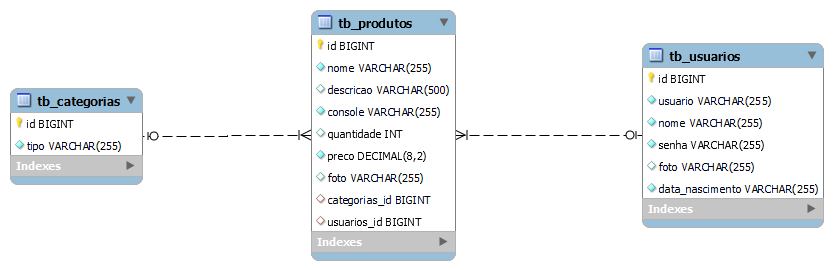 tb_categorias
id BIGINT
tipo VARCHAR(255)
Indexes
tb_produtos
id BIGINT
nome VARCHAR(255)
descricao VARCHAR(500)
console VARCHAR(255)
quantidade INT
preco DECIMAL(8,2)
foto VARCHAR(255)
categorias_id BIGINT
usuarios_id BIGINT
Indexes
tb_usuarios
id BIGINT
usuario VARCHAR(255)
nome VARCHAR(255)
senha VARCHAR(255)
foto VARCHAR(255)
data_nascimento VARCHAR(255)
Indexes